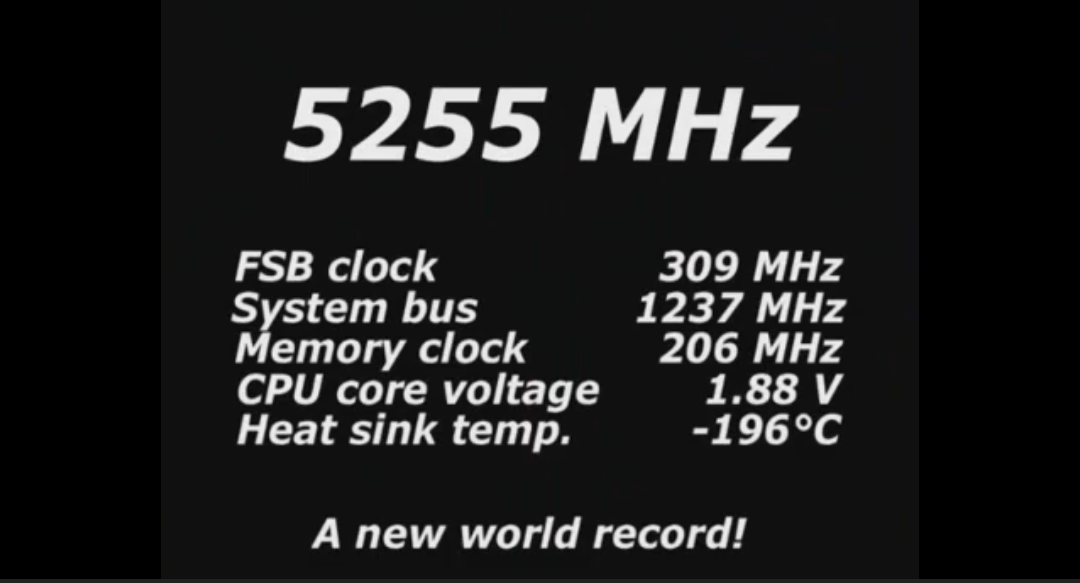 5255 MHz
FSB clock 309 MHz
System bus 1237 MHz
Memory clock 206 MHz
CPU core voltage 1.88 V
Heat sink temp. -196°C
A new world record!